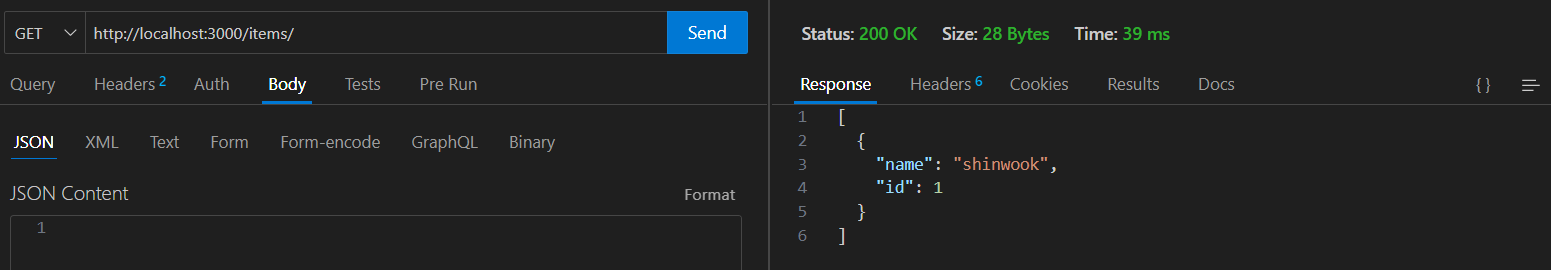 GET http://localhost:3000/items/ Send
Query Headers 2 Auth Body Tests Pre Run
JSON XML Text Form Form-encode GraphQL Binary
JSON Content Format
1
Status: 200 OK Size: 28 Bytes Time: 39 ms
Response Headers 6 Cookies Results Docs {}
1 [
2 {
3 "name": "shinwook",
4 "id": 1
5 }
6 ]